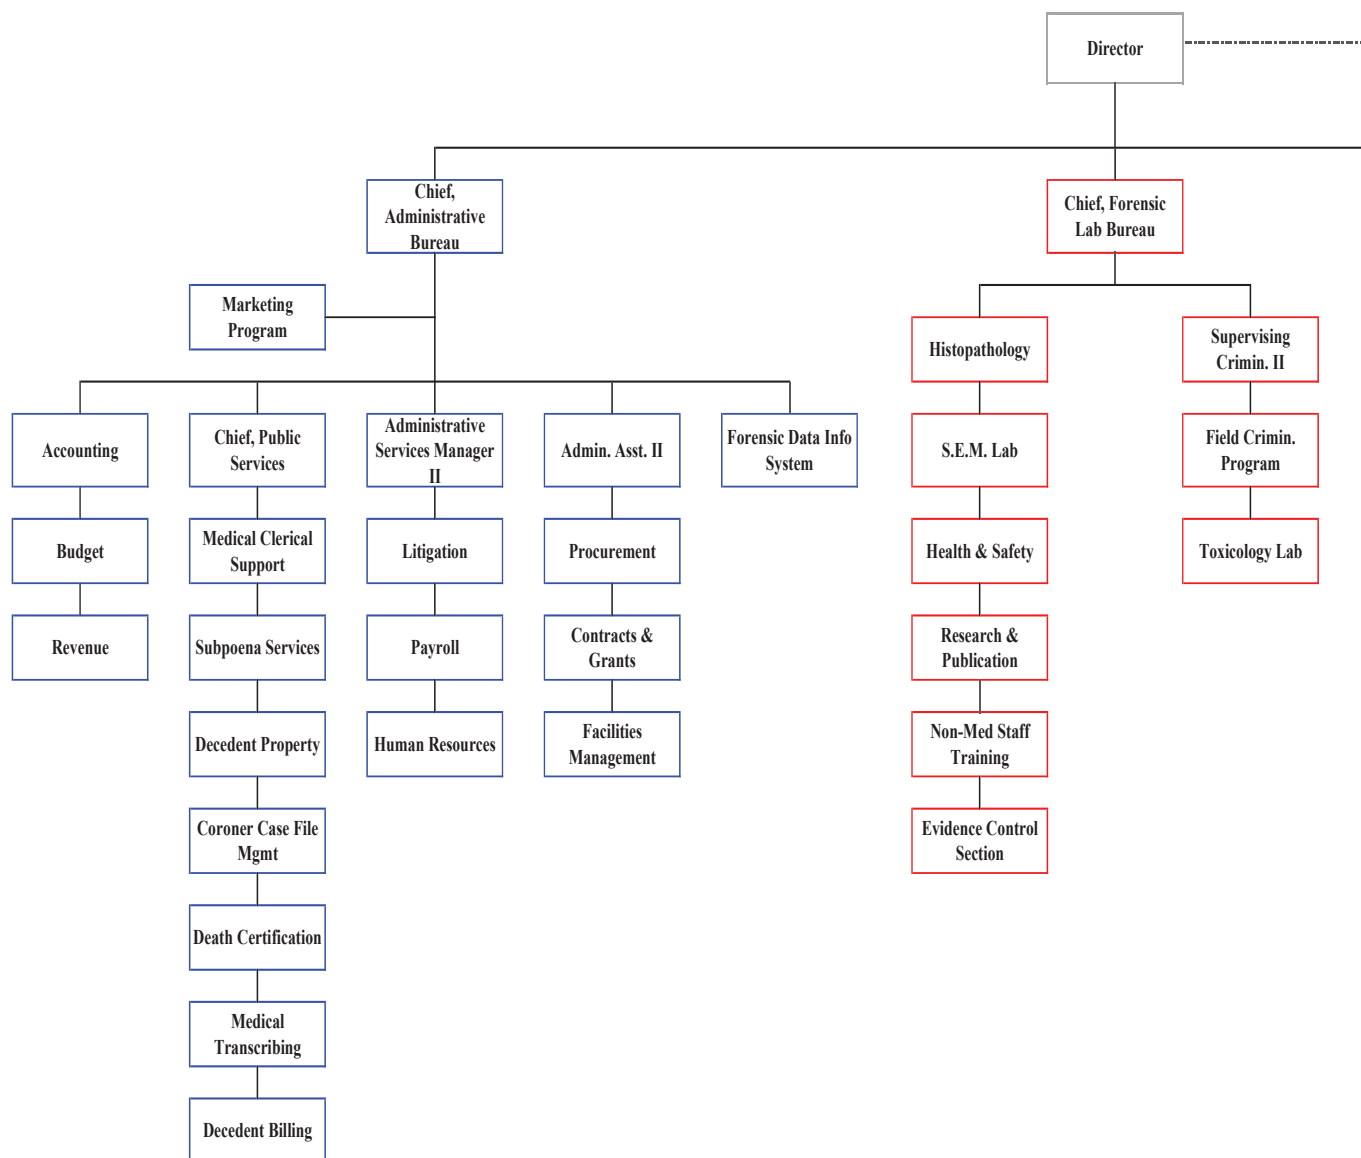 Director
Chief,
Administrative
Bureau
Chief, Forensic
Lab Bureau
Marketing
Program
Histopathology
Supervising
Crimin. II
Accounting
Chief, Public
Services
Administrative
Services Manager
II
Admin. Asst. II
Forensic Data Info
System
S.E.M. Lab
Field Crimin.
Program
Budget
Medical Clerical
Support
Litigation
Procurement
Health & Safety
Toxicology Lab
Revenue
Subpoena Services
Payroll
Contracts &
Grants
Research &
Publication
Decedent Property
Human Resources
Facilities
Management
Non-Med Staff
Training
Coroner Case File
Mgmt
Evidence Control
Section
Death Certification
Medical
Transcribing
Decedent Billing